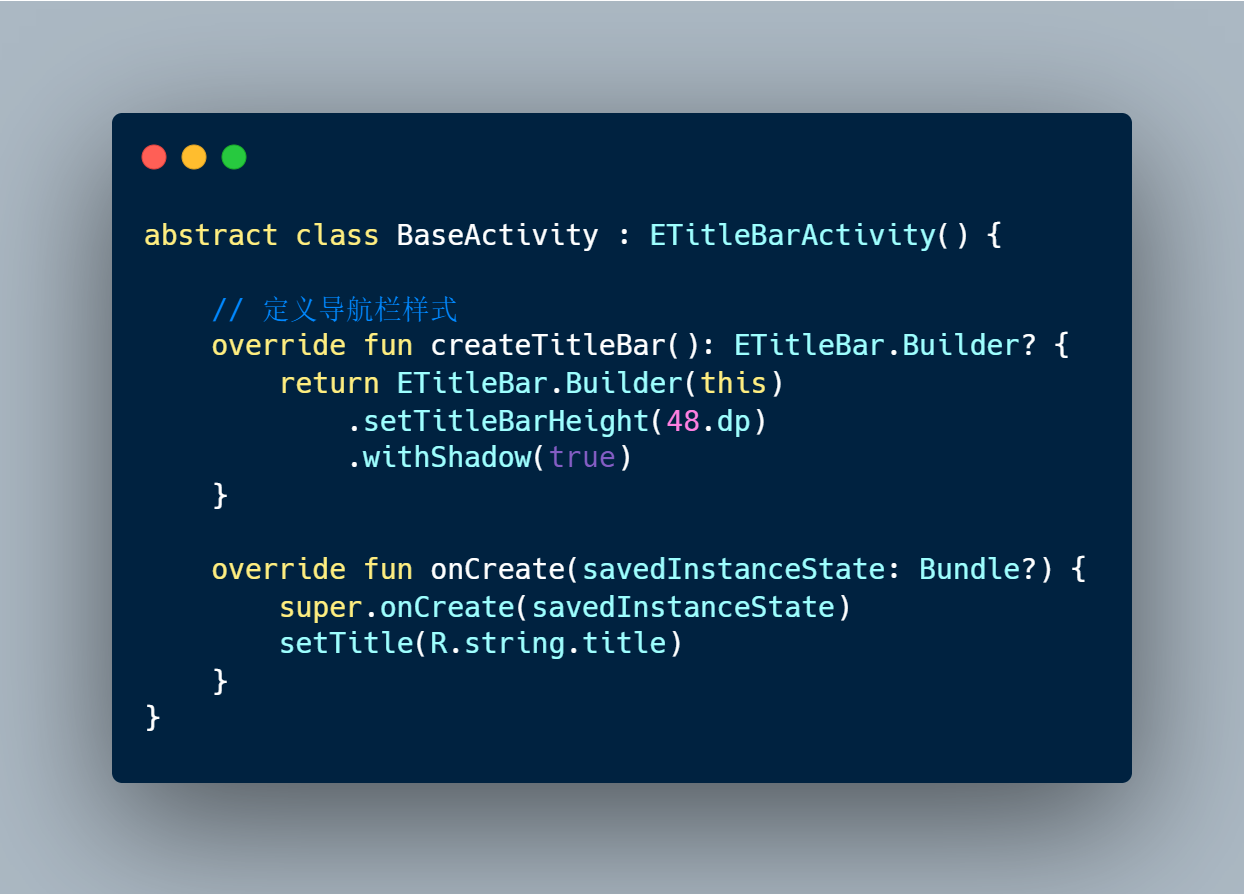 abstract class BaseActivity : ETitleBarActivity() {
// 定义导航栏样式
override fun createTitleBar(): ETitleBar.Builder? {
return ETitleBar.Builder(this)
.setTitleBarHeight(48.dp)
.withShadow(true)
}
override fun onCreate(savedInstanceState: Bundle?) {
super.onCreate(savedInstanceState)
setTitle(R.string.title)
}
}